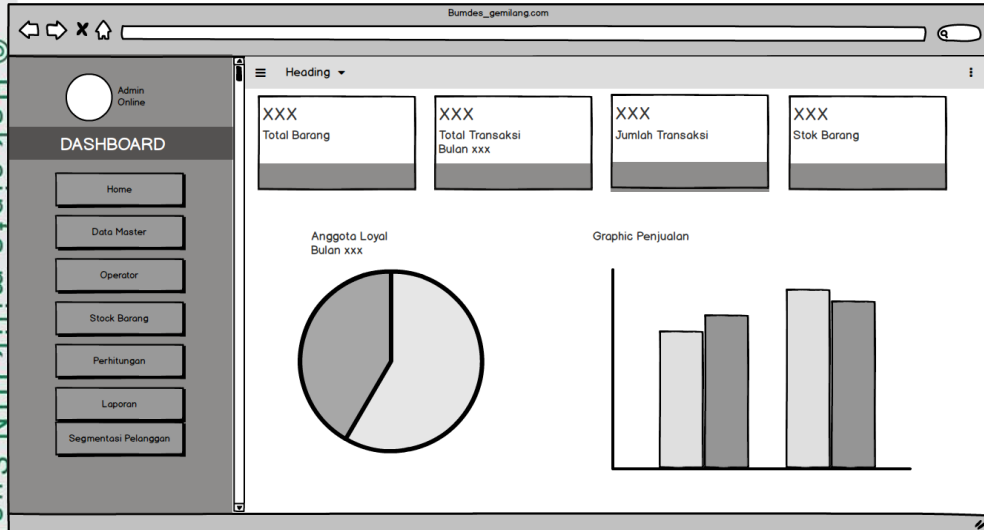 Bumdes_gemilang.com
Admin
Online
DASHBOARD
Home
Data Master
Operator
Stock Barang
Perhitungan
Laporan
Segmentasi Pelanggan
Heading
XXX
Total Barang
XXX
Total Transaksi
Bulan xxx
XXX
Jumlah Transaksi
XXX
Stok Barang
Anggota Loyal
Bulan xxx
Graphic Penjualan